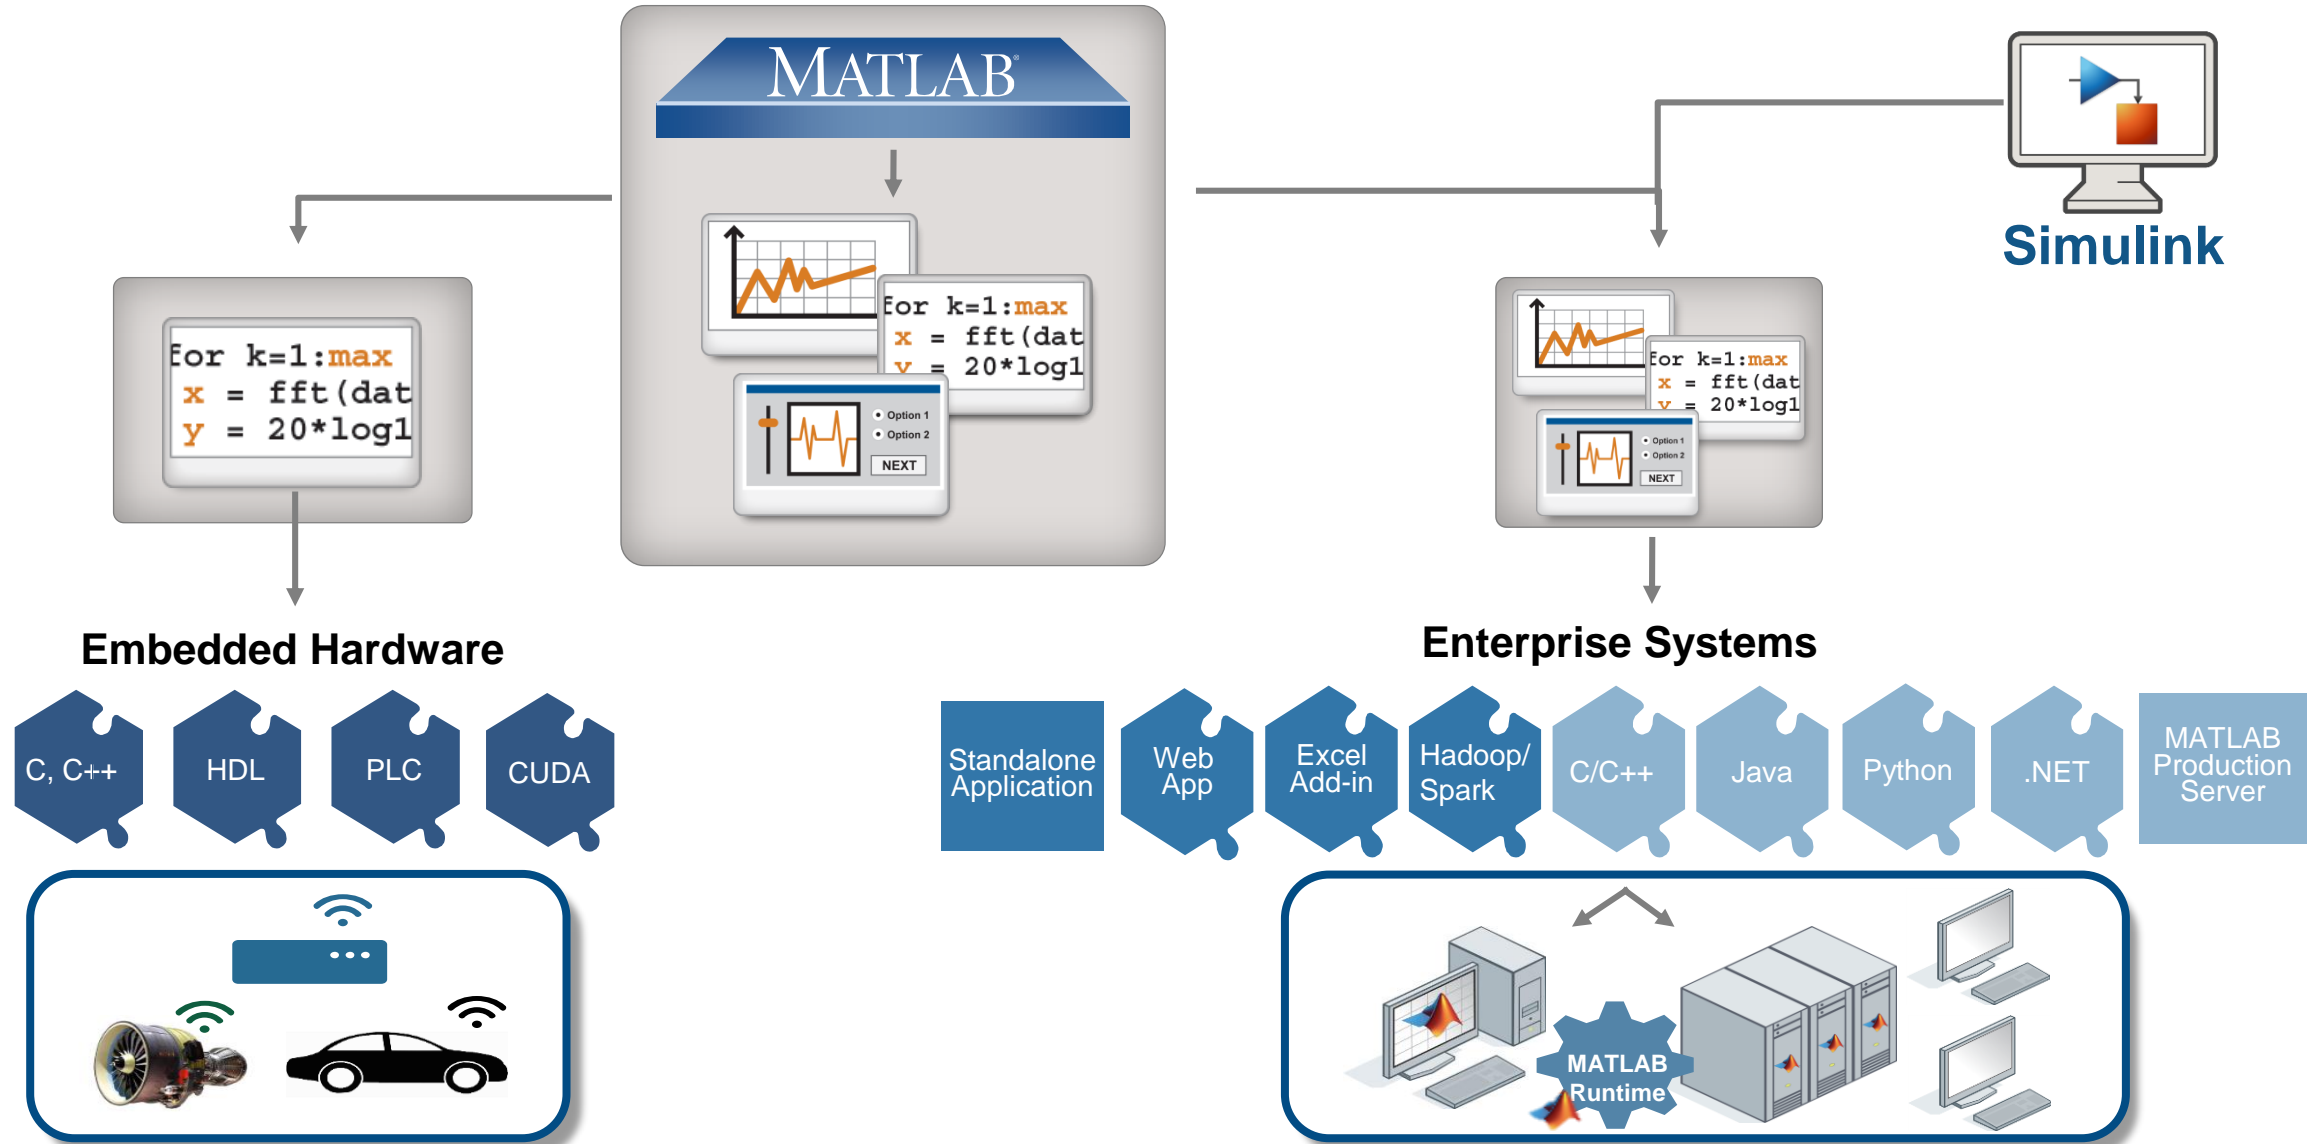 MATLAB®
Simulink
for k=1:max
x = fft(dat
y = 20*log1
for k=1:max
x = fft(dat
y = 20*log1
Option 1
Option 2
NEXT
for k=1:max
x = fft(dat
y = 20*log1
Option 1
Option 2
NEXT
Embedded Hardware
C, C++
HDL
PLC
CUDA
Enterprise Systems
Standalone
Application
Web
App
Excel
Add-in
Hadoop/
Spark
C/C++
Java
Python
.NET
MATLAB
Production
Server
MATLAB
Runtime